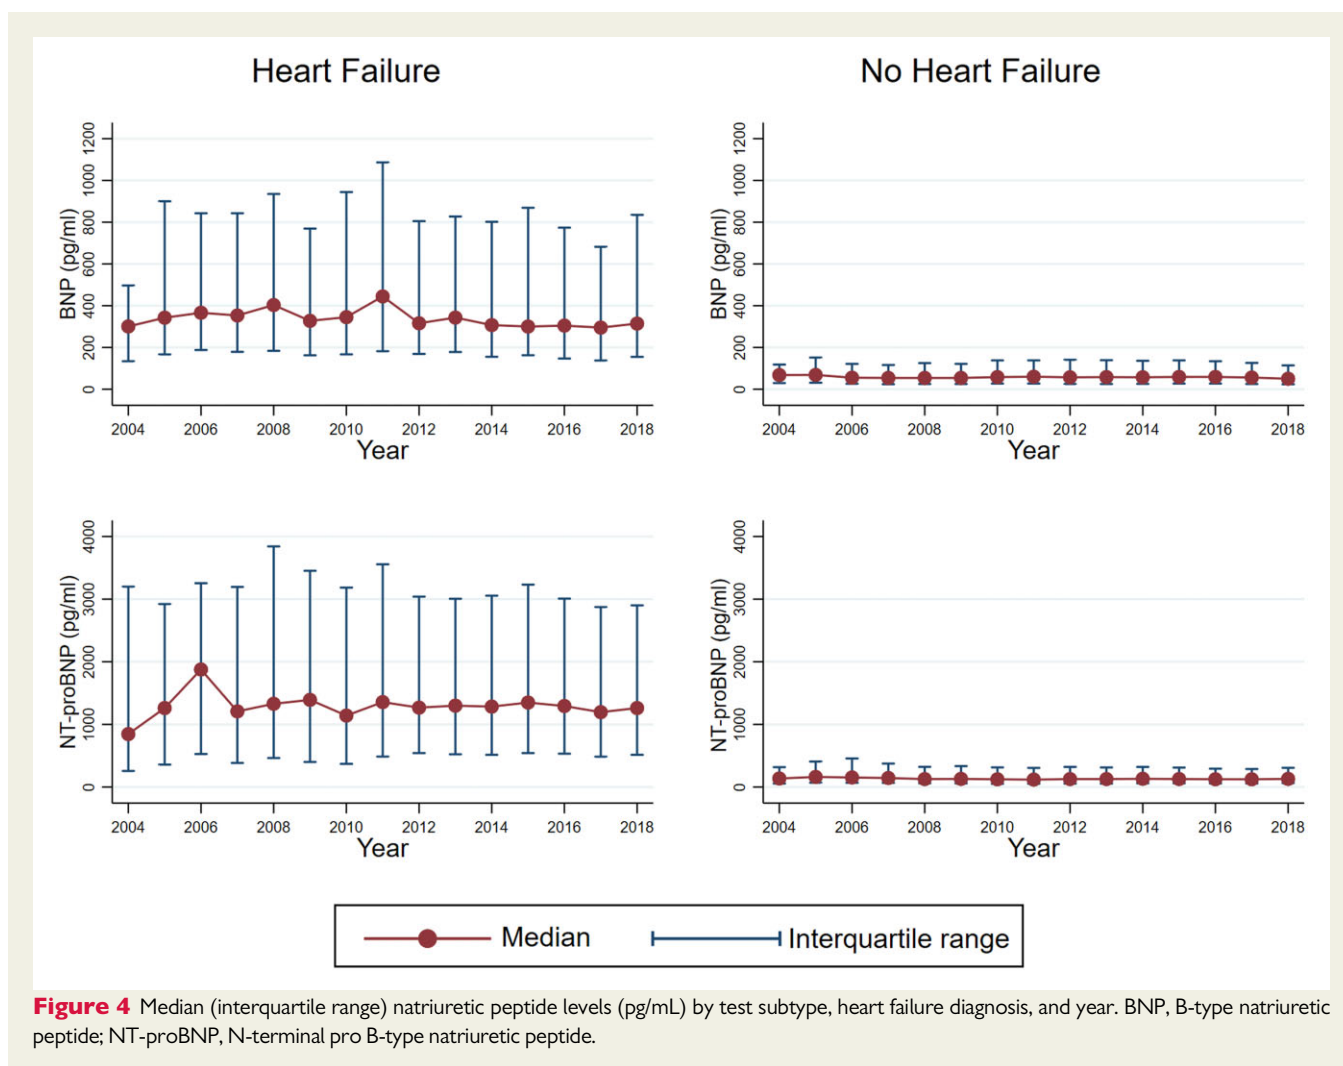 Heart Failure
No Heart Failure
BNP (pg/ml)
0 200 400 600 800 1000 1200
2004 2006 2008 2010 2012 2014 2016 2018
Year
BNP (pg/ml)
0 200 400 600 800 1000 1200
2004 2006 2008 2010 2012 2014 2016 2018
Year
NT-proBNP (pg/ml)
0 1000 2000 3000 4000
2004 2006 2008 2010 2012 2014 2016 2018
Year
NT-proBNP (pg/ml)
0 1000 2000 3000 4000
2004 2006 2008 2010 2012 2014 2016 2018
Year
Median Interquartile range
Figure 4 Median (interquartile range) natriuretic peptide levels (pg/mL) by test subtype, heart failure diagnosis, and year. BNP, B-type natriuretic
peptide; NT-proBNP, N-terminal pro B-type natriuretic peptide.